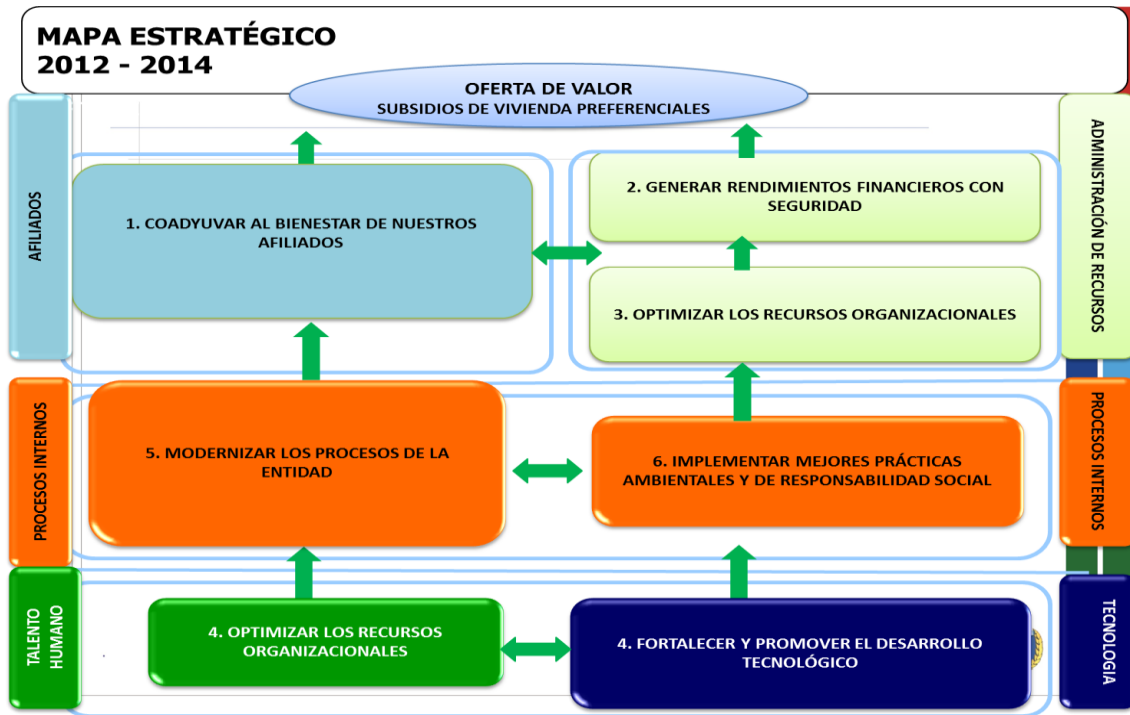 MAPA ESTRATÉGICO
2012 - 2014
OFERTA DE VALOR
SUBSIDIOS DE VIVIENDA PREFERENCIALES
AFILIADOS
1. COADYUVAR AL BIENESTAR DE NUESTROS
AFILIADOS
2. GENERAR RENDIMIENTOS FINANCIEROS CON
SEGURIDAD
3. OPTIMIZAR LOS RECURSOS ORGANIZACIONALES
ADMINISTRACIÓN DE RECURSOS
PROCESOS INTERNOS
5. MODERNIZAR LOS PROCESOS DE LA
ENTIDAD
6. IMPLEMENTAR MEJORES PRÁCTICAS
AMBIENTALES Y DE RESPONSABILIDAD SOCIAL
PROCESOS INTERNOS
TALENTO
HUMANO
4. OPTIMIZAR LOS RECURSOS
ORGANIZACIONALES
4. FORTALECER Y PROMOVER EL DESARROLLO
TECNOLÓGICO
TECNOLOGIA